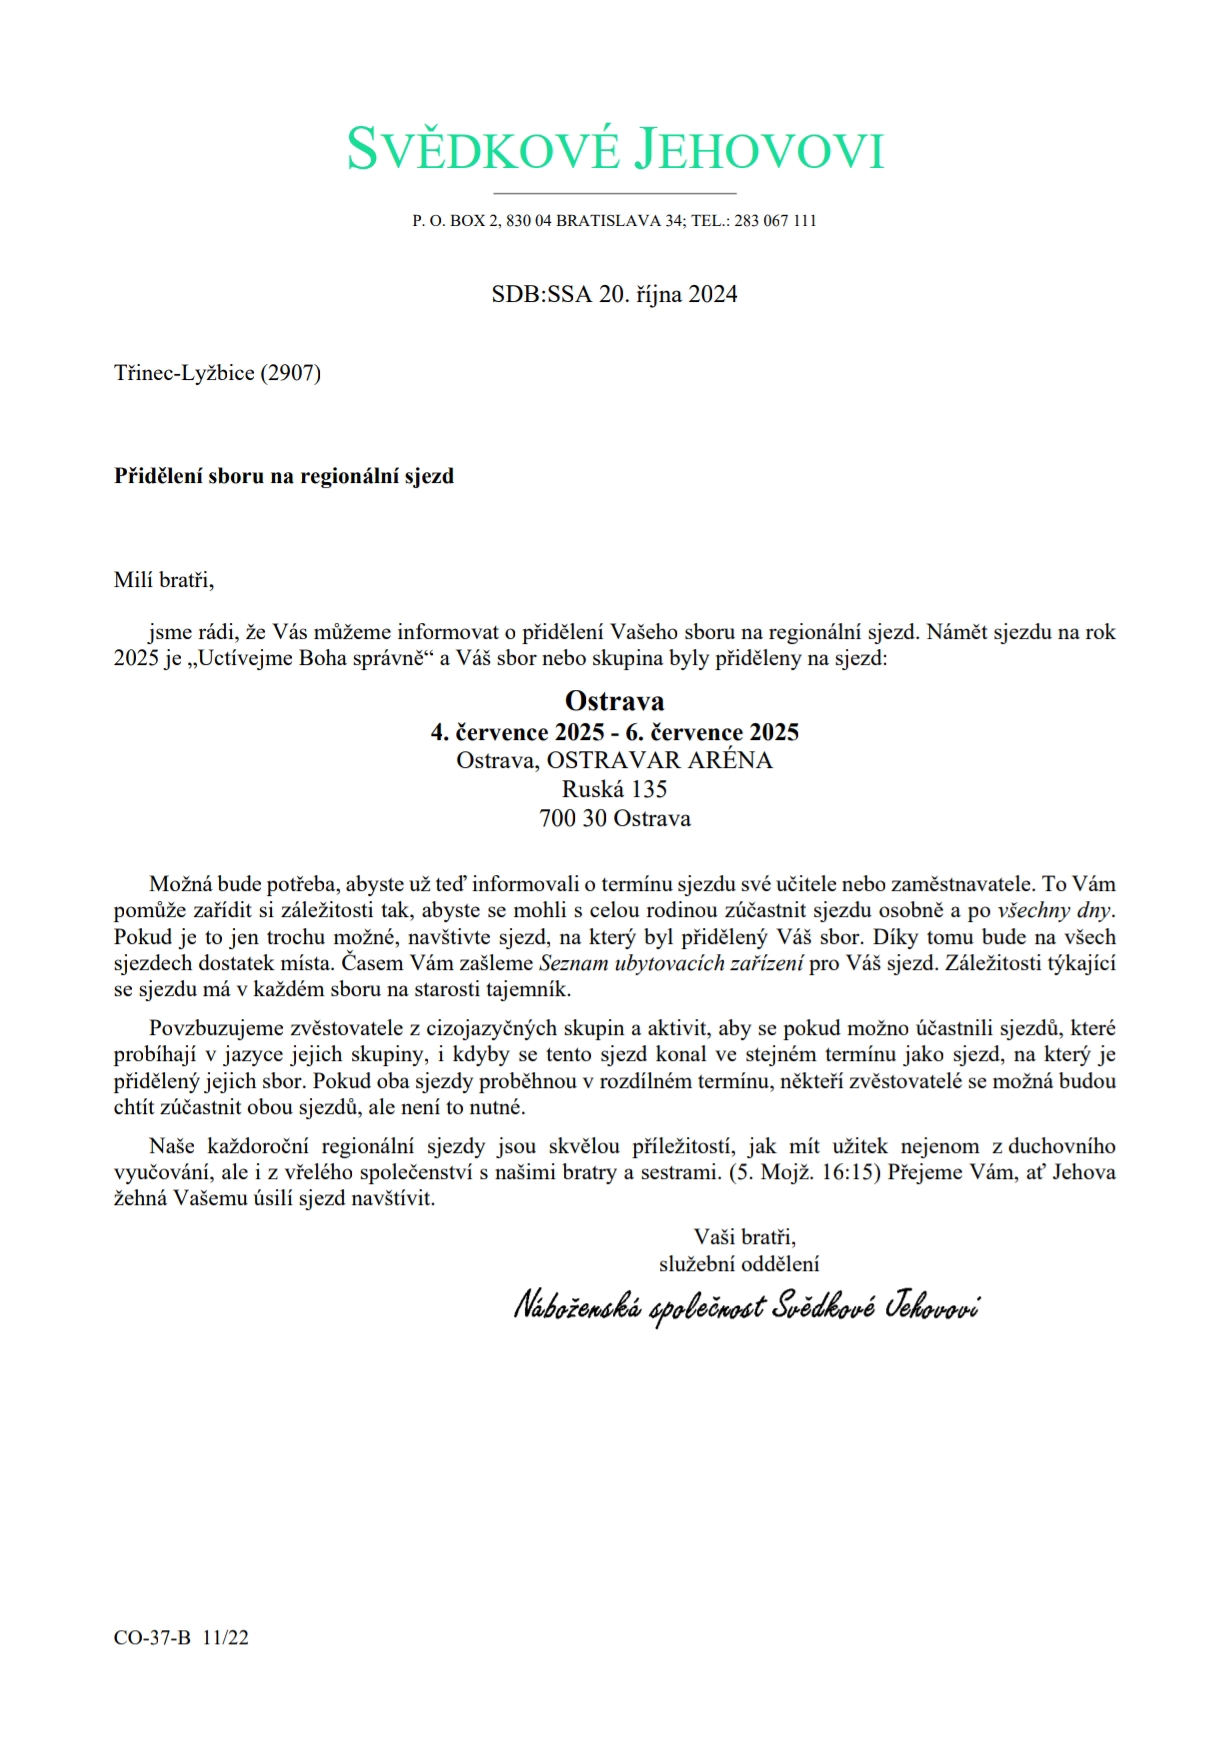 SVĚDKOVÉ JEHOVOVI
P. O. BOX 2, 830 04 BRATISLAVA 34; TEL.: 283 067 111
SDB:SSA 20. října 2024
Třinec-Lyžbice (2907)
Přidělení sboru na regionální sjezd
Milí bratři,
jsme rádi, že Vás můžeme informovat o přidělení Vašeho sboru na regionální sjezd. Námět sjezdu na rok
2025 je „Uctívejme Boha správně“ a Váš sbor nebo skupina byly přiděleny na sjezd:
Ostrava
4. července 2025 - 6. července 2025
Ostrava, OSTRAVAR ARÉNA
Ruská 135
700 30 Ostrava
Možná bude potřeba, abyste už teď informovali o termínu sjezdu své učitele nebo zaměstnavatele. To Vám
pomůže zařídit si záležitosti tak, abyste se mohli s celou rodinou zúčastnit sjezdu osobně a po všechny dny.
Pokud je to jen trochu možné, navštivte sjezd, na který byl přidělený Váš sbor. Díky tomu bude na všech
sjezdech dostatek místa. Časem Vám zašleme Seznam ubytovacích zařízení pro Váš sjezd. Záležitosti týkající
se sjezdu má v každém sboru na starosti tajemník.
Povzbuzujeme zvěstovatele z cizojazyčných skupin a aktivit, aby se pokud možno účastnili sjezdů, které
probíhají v jazyce jejich skupiny, i kdyby se tento sjezd konal ve stejném termínu jako sjezd, na který je
přidělený jejich sbor. Pokud oba sjezdy proběhnou v rozdílném termínu, někteří zvěstovatelé se možná budou
chtít zúčastnit obou sjezdů, ale není to nutné.
Naše každoroční regionální sjezdy jsou skvělou příležitostí, jak mít užitek nejenom z duchovního
vyučování, ale i z vřelého společenství s našimi bratry a sestrami. (5. Mojž. 16:15) Přejeme Vám, ať Jehova
žehná Vašemu úsilí sjezd navštívit.
Vaši bratři,
služební oddělení
Náboženská společnost Svědkové Jehovovi
CO-37-B 11/22